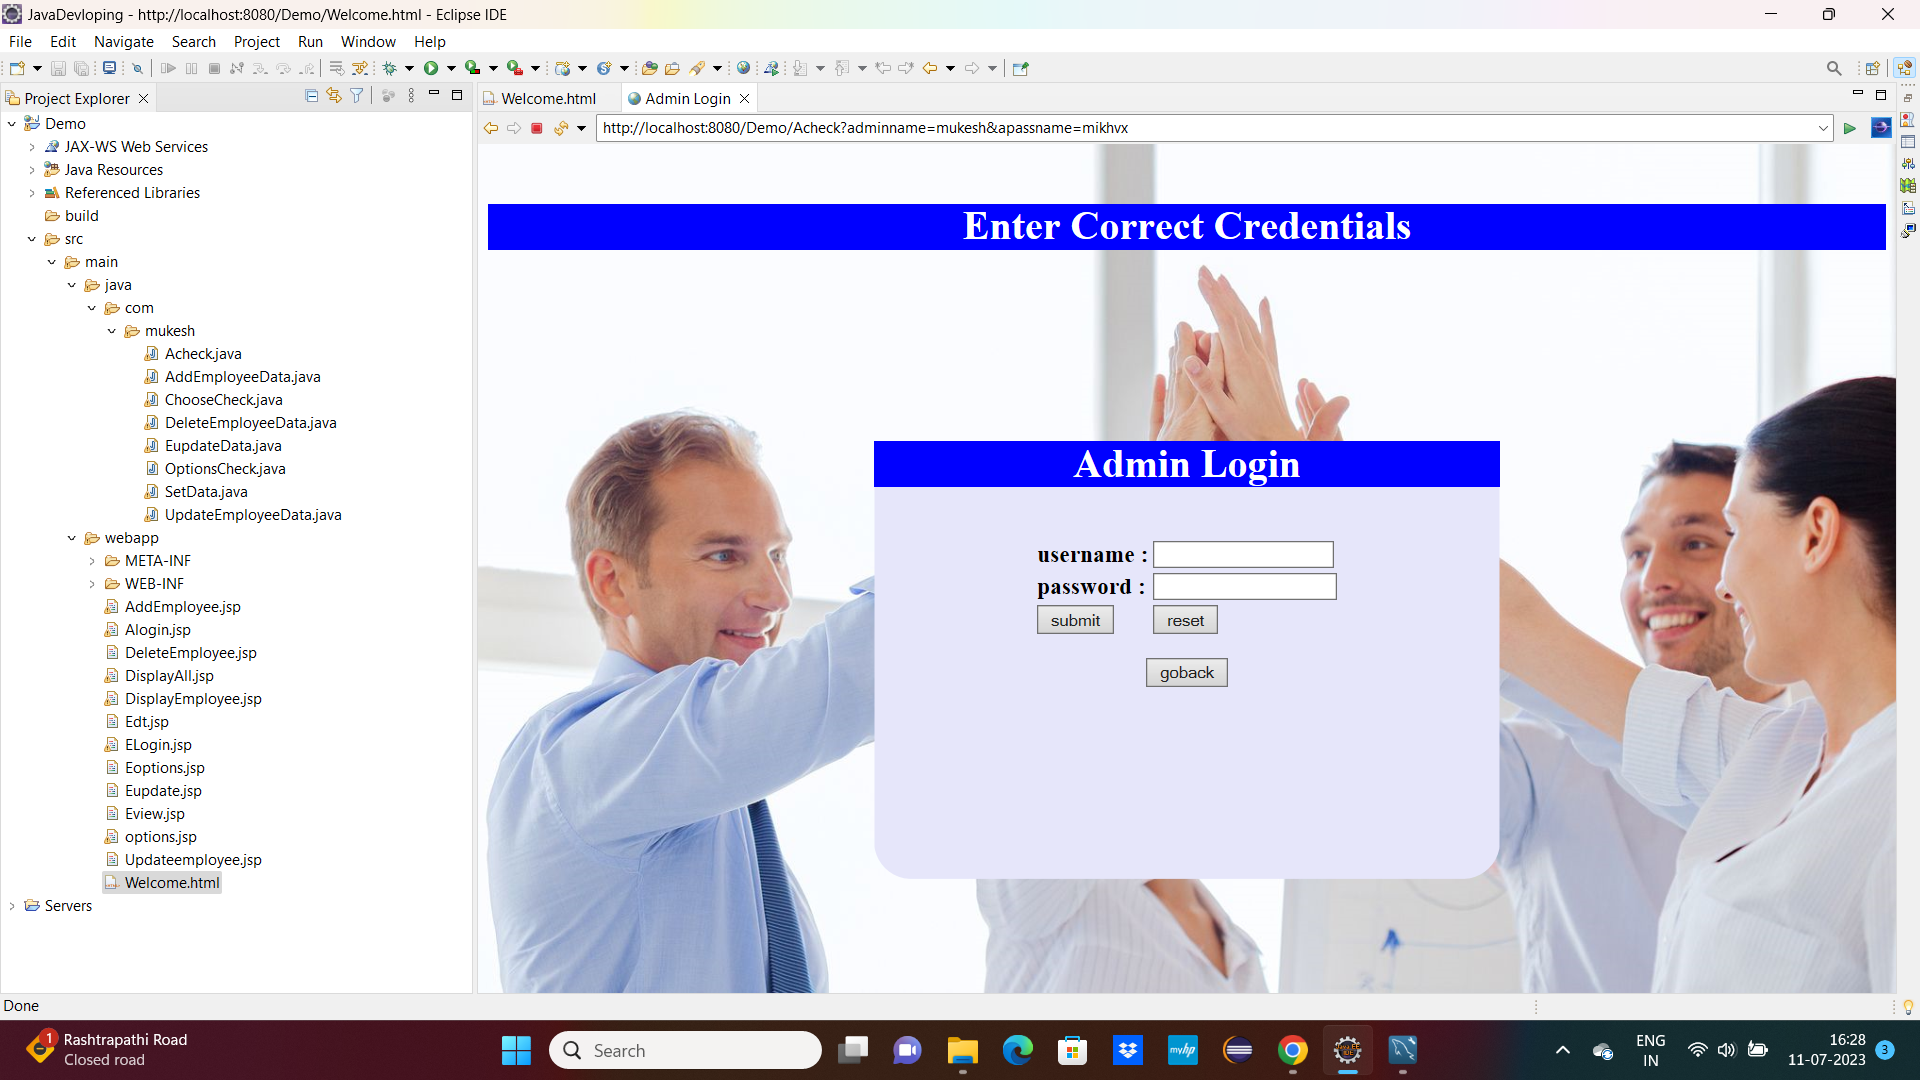 JavaDevloping - http://localhost:8080/Demo/Welcome.html - Eclipse IDE
File Edit Navigate Search Project Run Window Help
Project Explorer
Demo
JAX-WS Web Services
Java Resources
Referenced Libraries
build
src
main
java
com
mukesh
Acheck.java
AddEmployeeData.java
ChooseCheck.java
DeleteEmployeeData.java
EupdateData.java
OptionsCheck.java
SetData.java
UpdateEmployeeData.java
webapp
META-INF
WEB-INF
AddEmployee.jsp
Alogin.jsp
DeleteEmployee.jsp
DisplayAll.jsp
DisplayEmployee.jsp
Edt.jsp
ELogin.jsp
Eoptions.jsp
Eupdate.jsp
Eview.jsp
options.jsp
Updateemployee.jsp
Welcome.html
Servers
Welcome.html Admin Login
http://localhost:8080/Demo/Acheck?adminname=mukesh&apassname=mikhvx
Enter Correct Credentials
Admin Login
username :
password :
submit reset
goback
Done
1
Rashtrapathi Road
Closed road
Search
myhp
ENG
IN
16:28
11-07-2023
3